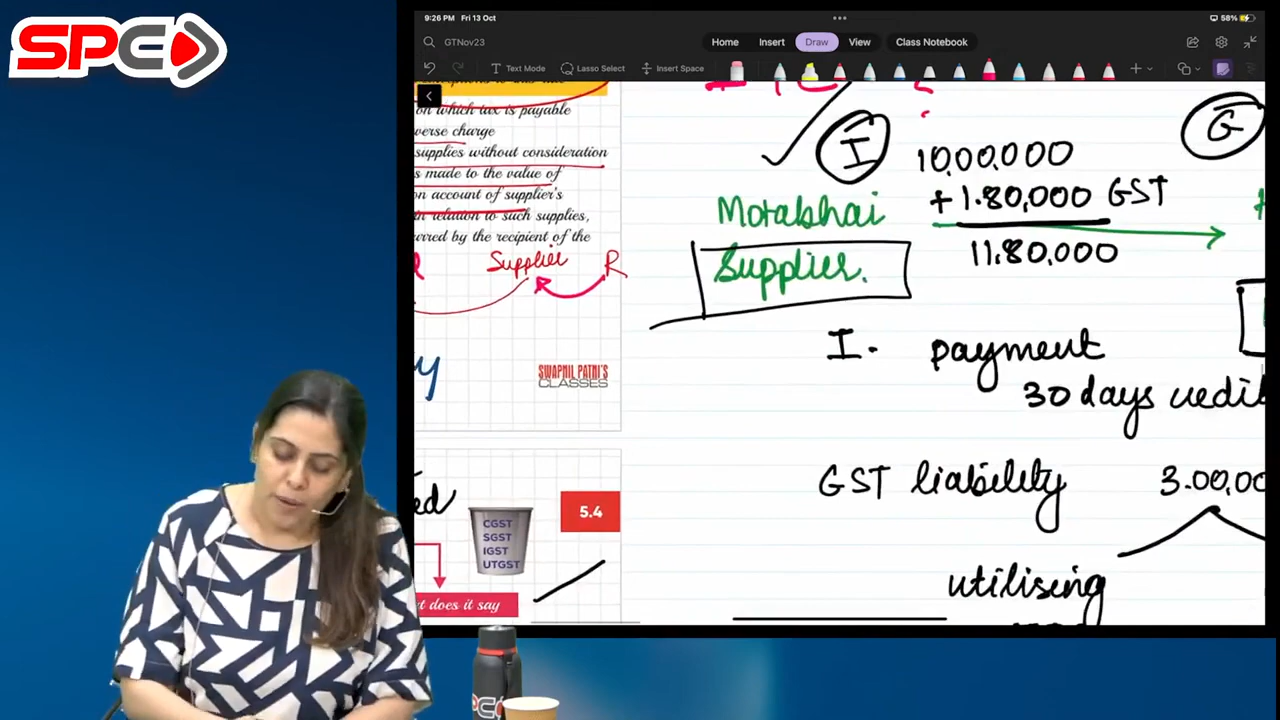 SPC
9:26 PM Fri 13 Oct
58%
GTNov23
Home Insert Draw View Class Notebook
Text Mode Lasso Select Insert Space
on which tax is payable
verse charge
supplies without consideration
s made to the value of
on account of supplier's
in relation to such supplies,
urred by the recipient of the
Supplier R
SWAPNIL PATNI'S
CLASSES
5.4
CGST
SGST
IGST
UTGST
t does it say
I
G
10,00,000
+ 1.80,000 GST
11.80,000
Motabhai
Supplier.
I. payment
30 days credit
GST liability 3.00,00
utilising